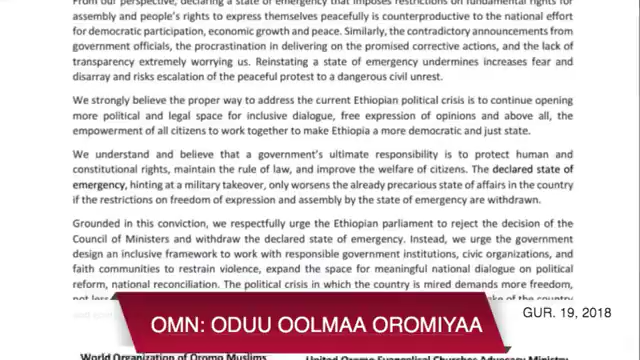 From our perspective, declaring a state of emergency that imposes restrictions on fundamental rights for
assembly and people's rights to express themselves peacefully is counterproductive to the national effort
for democratic participation, economic growth and peace. Similarly, the contradictory announcements from
government officials, the procrastination in delivering on the promised corrective actions, and the lack of
transparency extremely worrying us. Reinstating a state of emergency undermines increases fear and
disarray and risks escalation of the peaceful protest to a dangerous civil unrest.
We strongly believe the proper way to address the current Ethiopian political crisis is to continue opening
more political and legal space for inclusive dialogue, free expression of opinions and above all, the
empowerment of all citizens to work together to make Ethiopia a more democratic and just state.
We understand and believe that a government's ultimate responsibility is to protect human and
constitutional rights, maintain the rule of law, and improve the welfare of citizens. The declared state of
emergency, hinting at a military takeover, only worsens the already precarious state of affairs in the country
if the restrictions on freedom of expression and assembly by the state of emergency are withdrawn.
Grounded in this conviction, we respectfully urge the Ethiopian parliament to reject the decision of the
Council of Ministers and withdraw the declared state of emergency. Instead, we urge the government
design an inclusive framework to work with responsible government institutions, civic organizations, and
faith communities to restrain violence, expand the space for meaningful national dialogue on political
reform, national reconciliation. The political crisis in which the country is mired demands more freedom,
not less of the country
GUR. 19, 2018
OMN: ODUU OOLMAA OROMIYAA
World Organization of Oromo Muslims United Oromo Evangelical Churches Advocacy Ministry